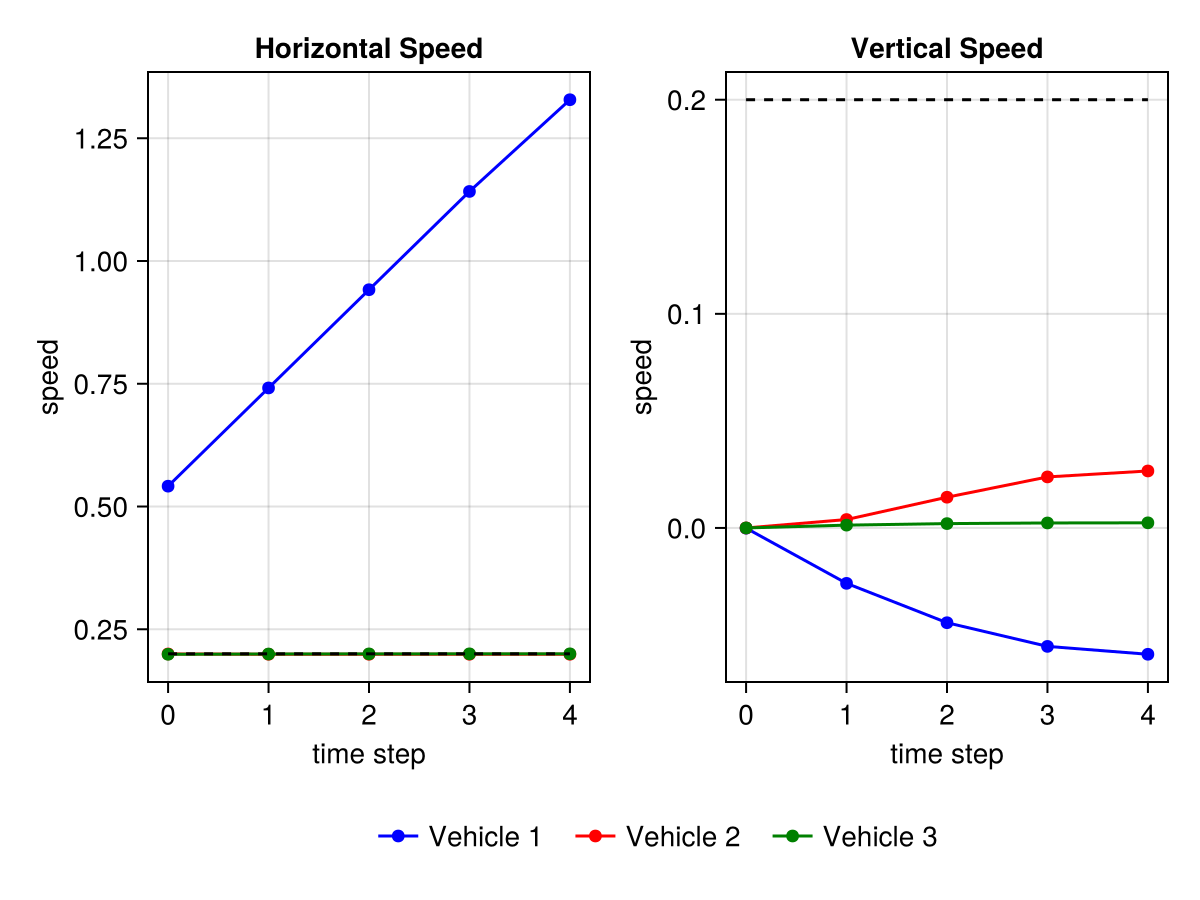 Horizontal Speed
speed
1.25
1.00
0.75
0.50
0.25
0 1 2 3 4
time step
Vertical Speed
speed
0.2
0.1
0.0
0 1 2 3 4
time step
Vehicle 1 Vehicle 2 Vehicle 3